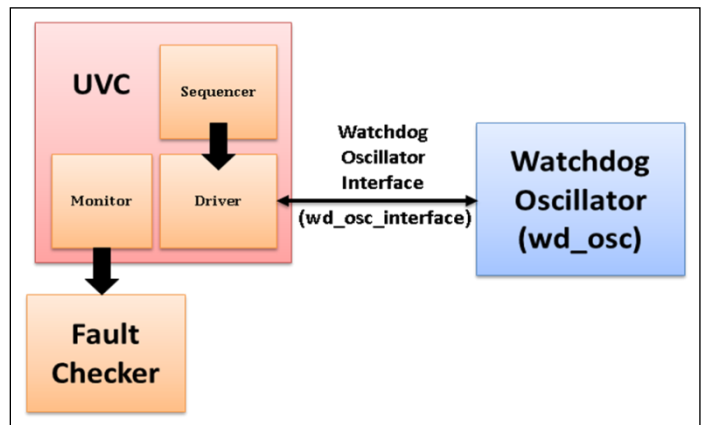 UVC
Sequencer
Monitor
Driver
Watchdog
Oscillator
Interface
(wd_osc_interface)
Watchdog
Oscillator
(wd_osc)
Fault
Checker